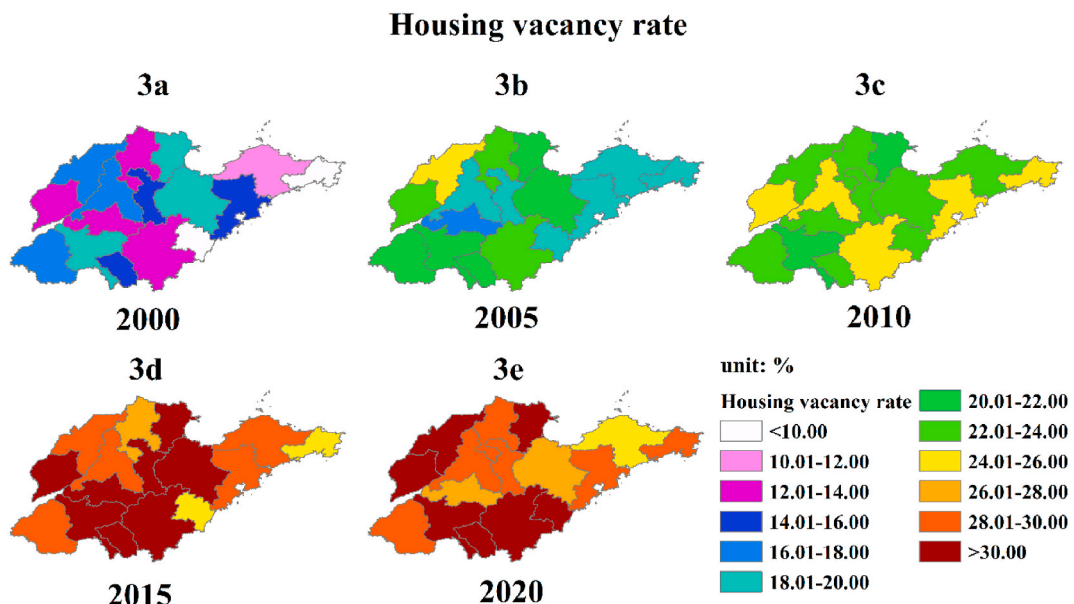 Housing vacancy rate
3a
3b
3c
2000
2005
2010
3d
3e
2015
2020
unit: %
Housing vacancy rate
<10.00
10.01-12.00
12.01-14.00
14.01-16.00
16.01-18.00
18.01-20.00
20.01-22.00
22.01-24.00
24.01-26.00
26.01-28.00
28.01-30.00
>30.00